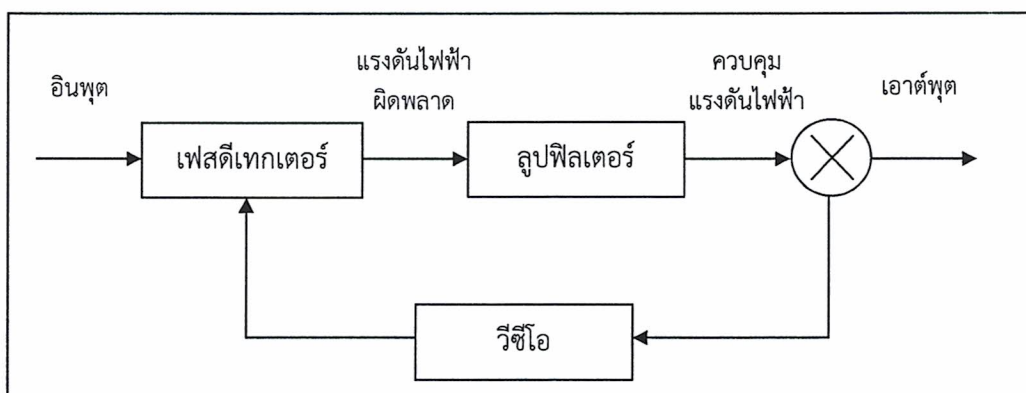 อินพุต
แรงดันไฟฟ้า
ผิดพลาด
ควบคุม
แรงดันไฟฟ้า
เอาต์พุต
เฟสดีเทกเตอร์
ลูปฟิลเตอร์
วีซีโอ